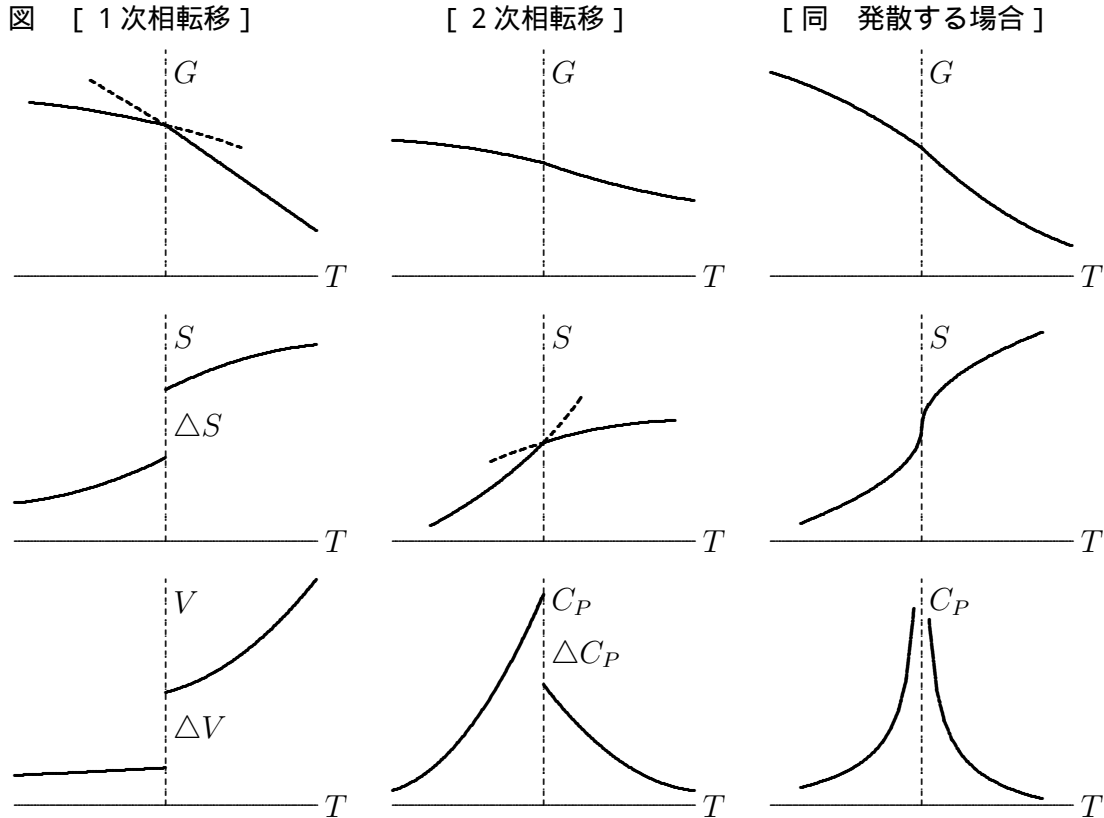 図 [ 1次相転移 ] [ 2次相転移 ] [ 同 発散する場合 ]
G G G
T T T
S S S
△S
T T T
V C_P C_P
△C_P
△V
T T T